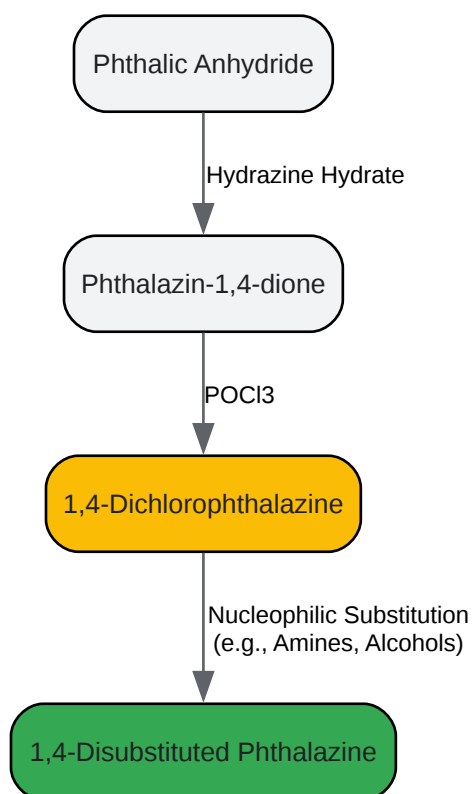 Phthalic Anhydride
Hydrazine Hydrate
Phthalazin-1,4-dione
POCl3
1,4-Dichlorophthalazine
Nucleophilic Substitution
(e.g., Amines, Alcohols)
1,4-Disubstituted Phthalazine